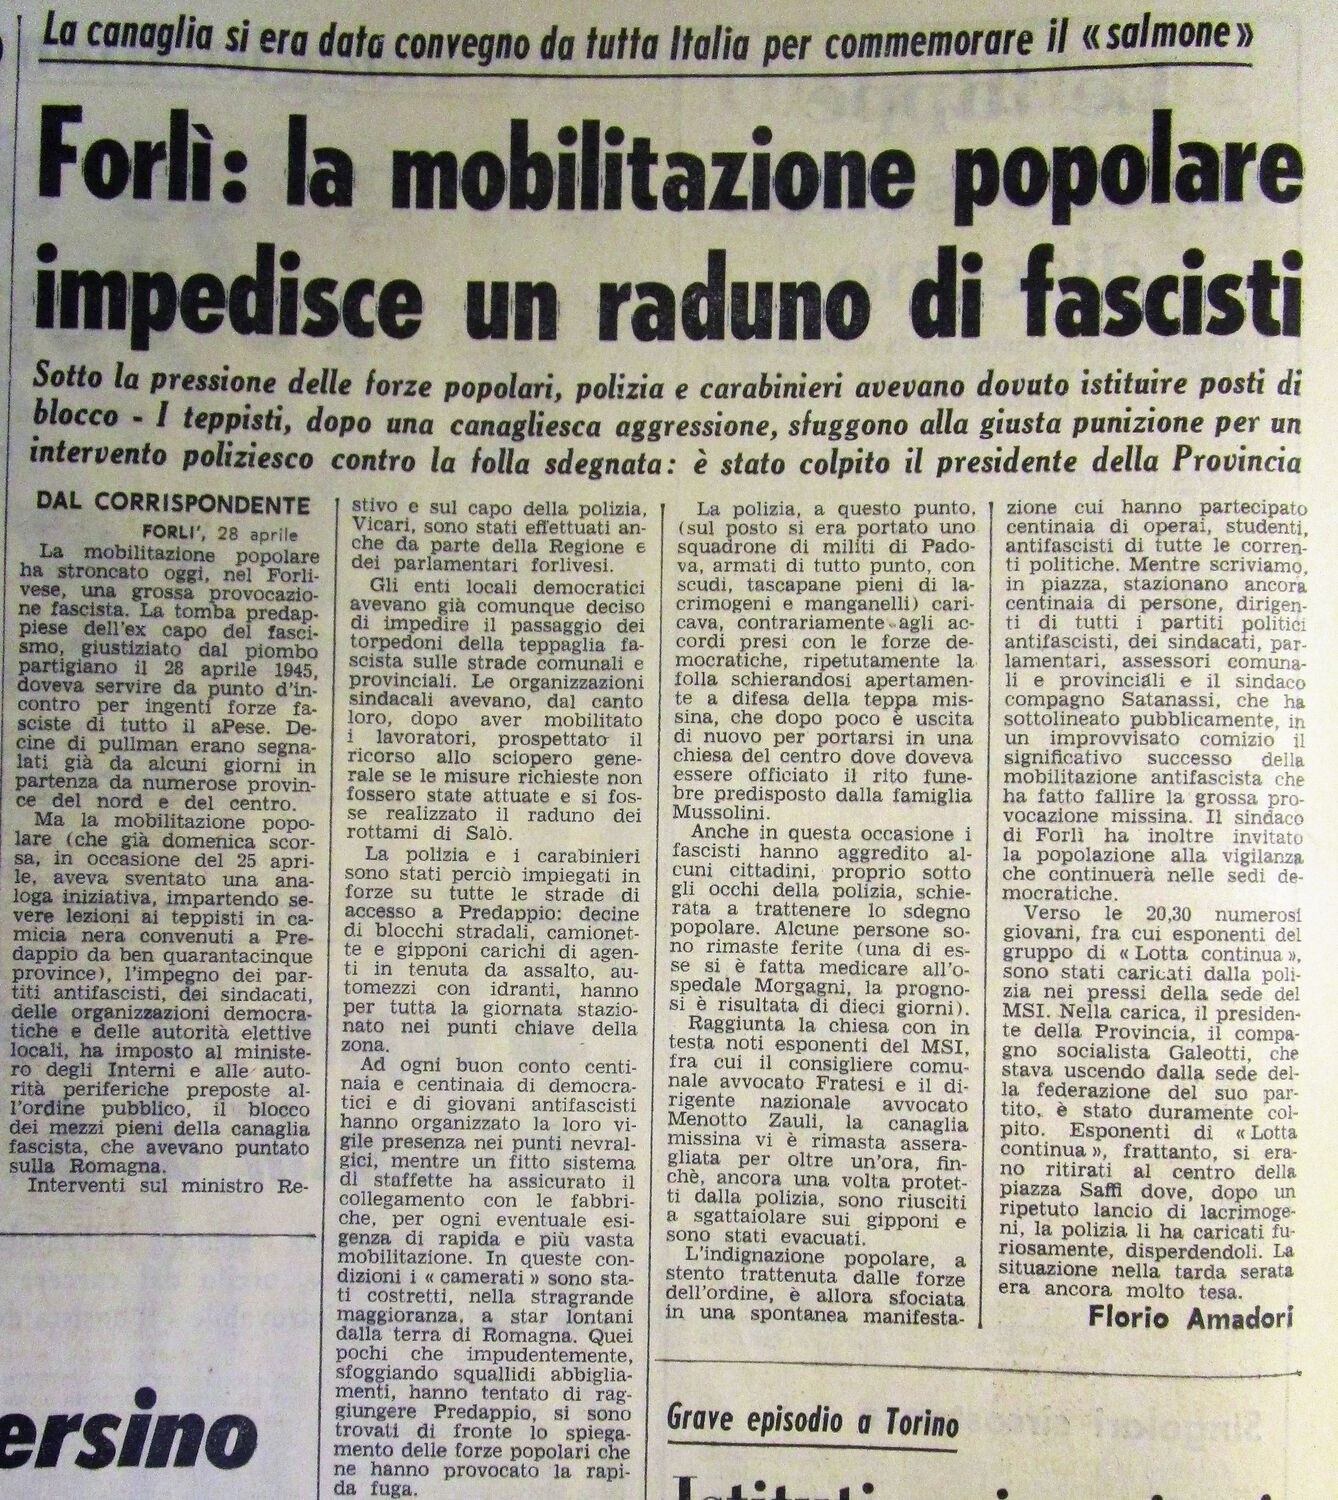 La canaglia si era data convegno da tutta Italia per commemorare il «salmone»
Forlì: la mobilitazione popolare
impedisce un raduno di fascisti
Sotto la pressione delle forze popolari, polizia e carabinieri avevano dovuto istituire posti di
blocco - I teppisti, dopo una canagliesca aggressione, sfuggono alla giusta punizione per un
intervento poliziesco contro la folla sdegnata: è stato colpito il presidente della Provincia
DAL CORRISPONDENTE
FORLI', 28 aprile
La mobilitazione popolare
ha stroncato oggi, nel Forli-
vese, una grossa provocazio-
ne fascista. La tomba predap-
piese dell'ex capo del fasci-
smo, giustiziato dal piombo
partigiano il 28 aprile 1945,
doveva servire da punto d'in-
contro per ingenti forze fa-
sciste di tutto il aPese. De-
cine di pullman erano segna-
lati già da alcuni giorni in
partenza da numerose provin-
ce del nord e del centro.
Ma la mobilitazione popo-
lare (che già domenica scor-
sa, in occasione del 25 apri-
le, aveva sventato una ana-
loga iniziativa, impartendo se-
vere lezioni ai teppisti in ca-
micia nera convenuti a Pre-
dappio da ben quarantacinque
province), l'impegno dei par-
titi antifascisti, dei sindacati,
delle organizzazioni democra-
tiche e delle autorità elettive
locali, ha imposto al ministe-
ro degli Interni e alle auto-
rità periferiche preposte al-
l'ordine pubblico, il blocco
dei mezzi pieni della canaglia
fascista, che avevano puntato
sulla Romagna.
Interventi sul ministro Re-
stivo e sul capo della polizia,
Vicari, sono stati effettuati an-
che da parte della Regione e
dei parlamentari forlivesi.
Gli enti locali democratici
avevano già comunque deciso
di impedire il passaggio dei
torpedoni della teppaglia fa-
scista sulle strade comunali e
provinciali. Le organizzazioni
sindacali avevano, dal canto
loro, dopo aver mobilitato
i lavoratori, prospettato il
ricorso allo sciopero gene-
rale se le misure richieste non
fossero state attuate e si fos-
se realizzato il raduno dei
rottami di Salò.
La polizia e i carabinieri
sono stati perciò impiegati in
forze su tutte le strade di
accesso a Predappio: decine
di blocchi stradali, camionet-
te e gipponi carichi di agen-
ti in tenuta da assalto, au-
tomezzi con idranti, hanno
per tutta la giornata stazio-
nato nei punti chiave della
zona.
Ad ogni buon conto centi-
naia e centinaia di democra-
tici e di giovani antifascisti
hanno organizzato la loro vi-
gile presenza nei punti nevral-
gici, mentre un fitto sistema
di staffette ha assicurato il
collegamento con le fabbri-
che, per ogni eventuale esi-
genza di rapida e più vasta
mobilitazione. In queste con-
dizioni i « camerati » sono sta-
ti costretti, nella stragrande
maggioranza, a star lontani
dalla terra di Romagna. Quei
pochi che impudentemente,
sfoggiando squallidi abbiglia-
menti, hanno tentato di rag-
giungere Predappio, si sono
trovati di fronte lo spiega-
mento delle forze popolari che
ne hanno provocato la rapi-
da fuga.
La polizia, a questo punto,
(sul posto si era portato uno
squadrone di militi di Pado-
va, armati di tutto punto, con
scudi, tascapane pieni di la-
crimogeni e manganelli) cari-
cava, contrariamente agli ac-
cordi presi con le forze de-
mocratiche, ripetutamente la
folla schierandosi apertamen-
te a difesa della teppa mis-
sina, che dopo poco è uscita
di nuovo per portarsi in una
chiesa del centro dove doveva
essere officiato il rito fune-
bre predisposto dalla famiglia
Mussolini.
Anche in questa occasione i
fascisti hanno aggredito al-
cuni cittadini, proprio sotto
gli occhi della polizia, schie-
rata a trattenere lo sdegno
popolare. Alcune persone so-
no rimaste ferite (una di es-
se si è fatta medicare all'o-
spedale Morgagni, la progno-
si è risultata di dieci giorni).
Raggiunta la chiesa con in
testa noti esponenti del MSI,
fra cui il consigliere comu-
nale avvocato Fratesi e il di-
rigente nazionale avvocato
Menotto Zauli, la canaglia
missina vi è rimasta asserra-
gliata per oltre un'ora, fin-
chè, ancora una volta protet-
ti dalla polizia, sono riusciti
a sgattaiolare sui gipponi e
sono stati evacuati.
L'indignazione popolare, a
stento trattenuta dalle forze
dell'ordine, è allora sfociata
in una spontanea manifesta-
zione cui hanno partecipato
centinaia di operai, studenti,
antifascisti di tutte le corren-
ti politiche. Mentre scriviamo,
in piazza, stazionano ancora
centinaia di persone, dirigen-
ti di tutti i partiti politici
antifascisti, dei sindacati, par-
lamentari, assessori comuna-
li e provinciali e il sindaco
compagno Satanassi, che ha
sottolineato pubblicamente, in
un improvvisato comizio il
significativo successo della
mobilitazione antifascista che
ha fatto fallire la grossa pro-
vocazione missina. Il sindaco
di Forlì ha inoltre invitato
la popolazione alla vigilanza
che continuerà nelle sedi de-
mocratiche.
Verso le 20,30 numerosi
giovani, fra cui esponenti del
gruppo di « Lotta continua »,
sono stati caricati dalla poli-
zia nei pressi della sede del
MSI. Nella carica, il presiden-
te della Provincia, il compa-
gno socialista Galeotti, che
stava uscendo dalla sede del-
la federazione del suo par-
tito, è stato duramente col-
pito. Esponenti di « Lotta
continua », frattanto, si era-
no ritirati al centro della
piazza Saffi dove, dopo un
ripetuto lancio di lacrimoge-
ni, la polizia li ha caricati fu-
riosamente, disperdendoli. La
situazione nella tarda serata
era ancora molto tesa.
Florio Amadori
ersino
Grave episodio a Torino